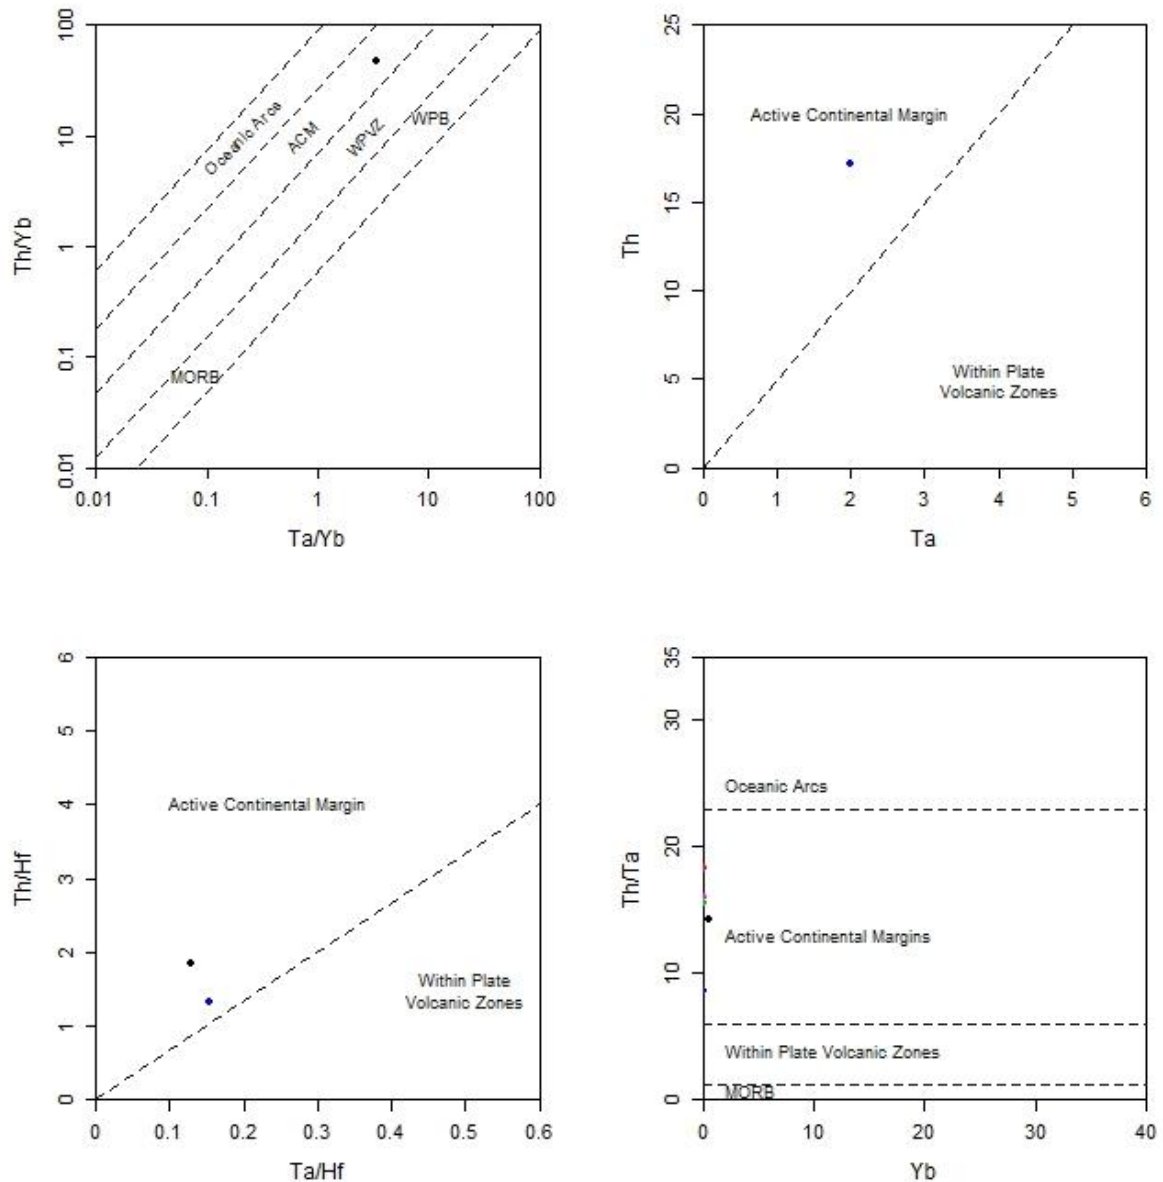 100
10
1
0.1
0.01
Th/Yb
Oceanic Arcs
ACM
WPVZ
WPB
MORB
0.01 0.1 1 10 100
Ta/Yb
25
20
15
10
5
0
Th
Active Continental Margin
Within Plate
Volcanic Zones
0 1 2 3 4 5 6
Ta
6
5
4
3
2
1
0
Th/Hf
Active Continental Margin
Within Plate
Volcanic Zones
0 0.1 0.2 0.3 0.4 0.5 0.6
Ta/Hf
35
30
20
10
0
Th/Ta
Oceanic Arcs
Active Continental Margins
Within Plate Volcanic Zones
MORB
0 10 20 30 40
Yb